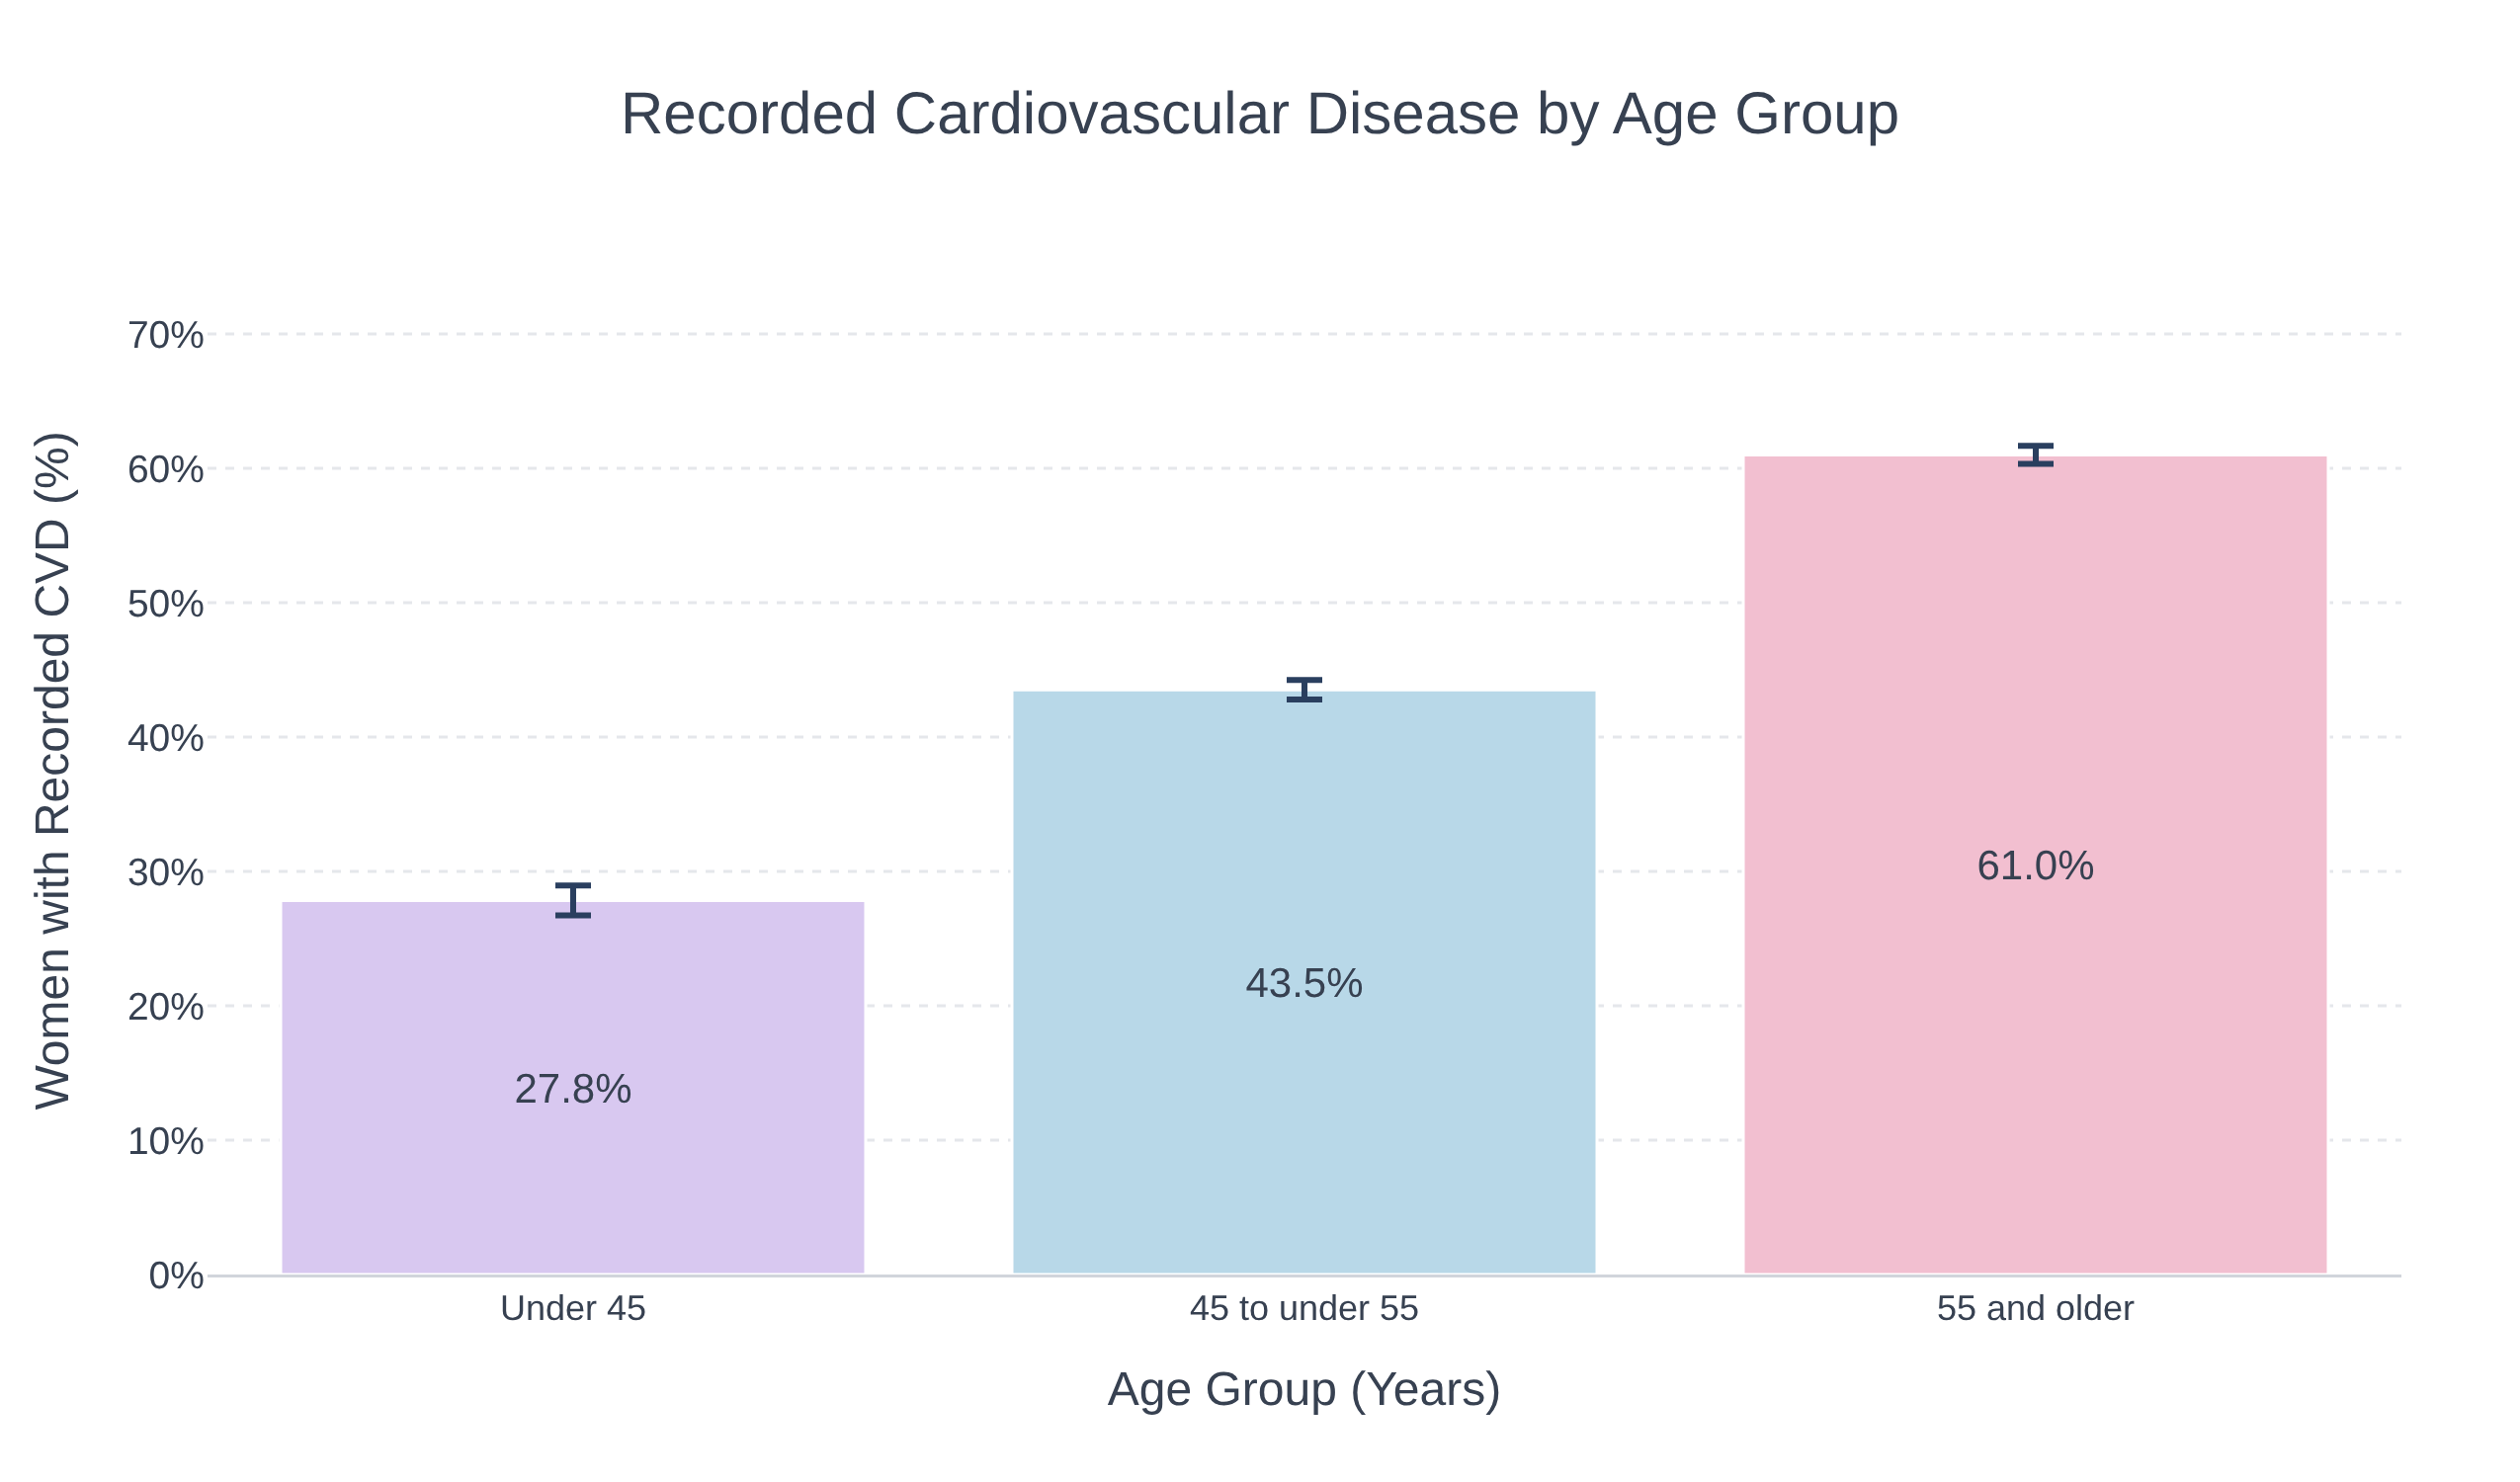 Recorded Cardiovascular Disease by Age Group
Women with Recorded CVD (%)
70%
60%
50%
40%
30%
20%
10%
0%
27.8%
43.5%
61.0%
Under 45
45 to under 55
55 and older
Age Group (Years)